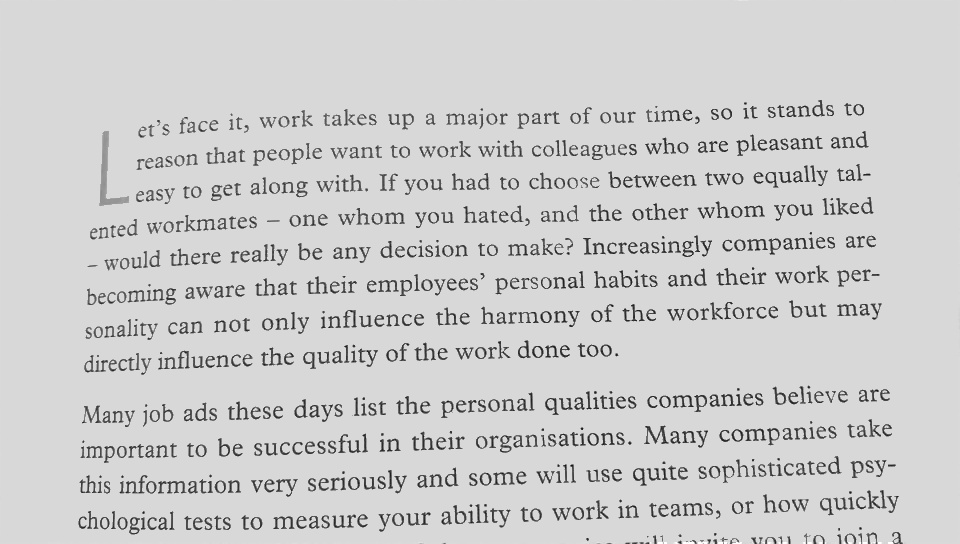 Let's face it, work takes up a major part of our time, so it stands to
reason that people want to work with colleagues who are pleasant and
easy to get along with. If you had to choose between two equally tal-
ented workmates – one whom you hated, and the other whom you liked
– would there really be any decision to make? Increasingly companies are
becoming aware that their employees' personal habits and their work per-
sonality can not only influence the harmony of the workforce but may
directly influence the quality of the work done too.
Many job ads these days list the personal qualities companies believe are
important to be successful in their organisations. Many companies take
this information very seriously and some will use quite sophisticated psy-
chological tests to measure your ability to work in teams, or how quickly
will invite you to join a